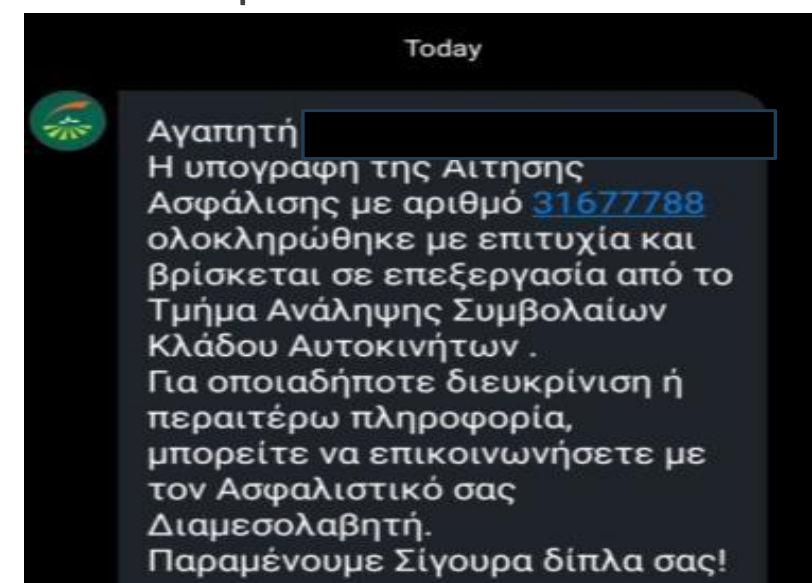 Today
Αγαπητή
Η υπογραφή της Αίτησης
Ασφάλισης με αριθμό 31677788
ολοκληρώθηκε με επιτυχία και
βρίσκεται σε επεξεργασία από το
Τμήμα Ανάληψης Συμβολαίων
Κλάδου Αυτοκινήτων .
Για οποιαδήποτε διευκρίνιση ή
περαιτέρω πληροφορία,
μπορείτε να επικοινωνήσετε με
τον Ασφαλιστικό σας
Διαμεσολαβητή.
Παραμένουμε Σίγουρα δίπλα σας!